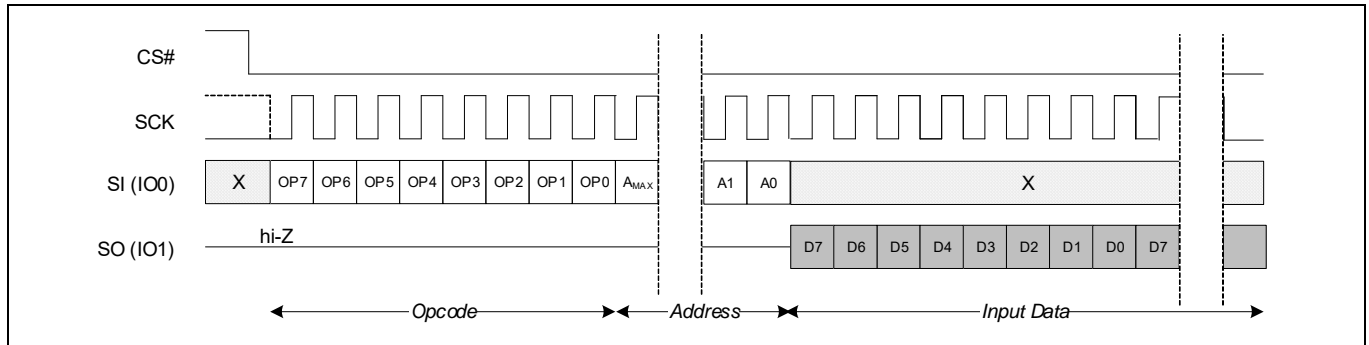 CS#
SCK
SI (IO0) X OP7 OP6 OP5 OP4 OP3 OP2 OP1 OP0 AMAX A1 A0 X
hi-Z
SO (IO1) D7 D6 D5 D4 D3 D2 D1 D0 D7
Opcode Address Input Data